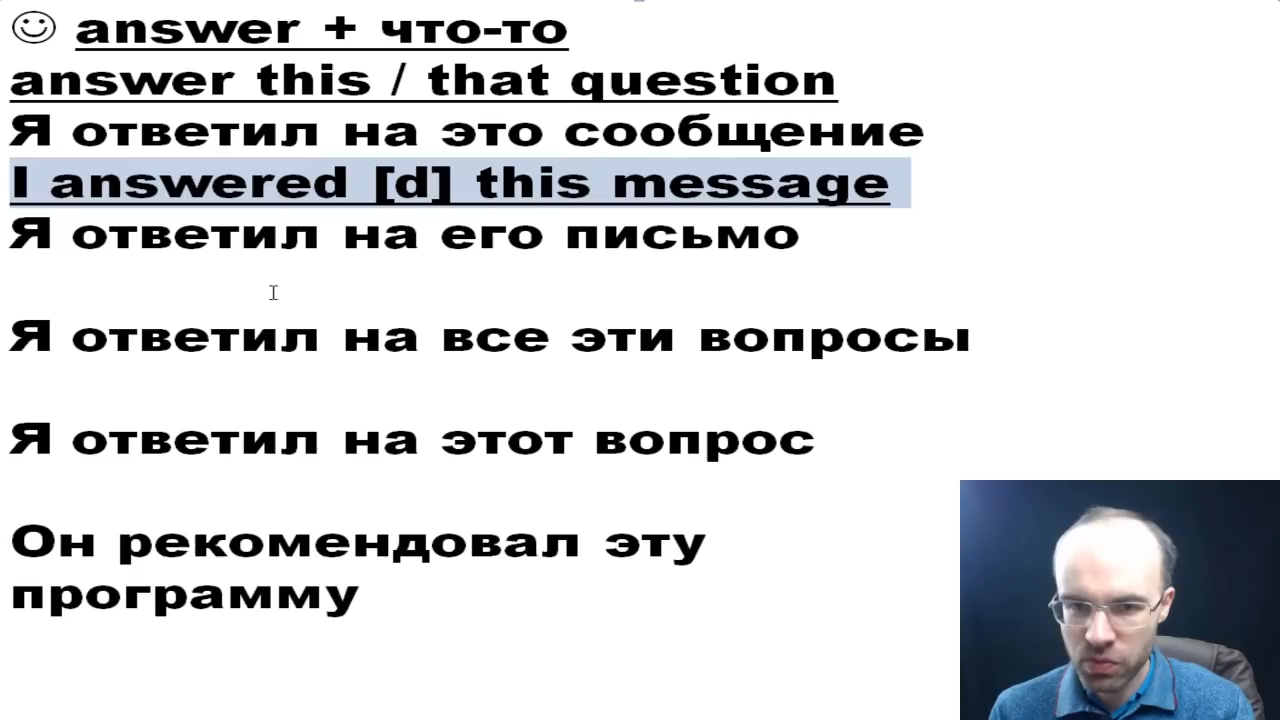 ☺ answer + что-то
answer this / that question
Я ответил на это сообщение
I answered [d] this message
Я ответил на его письмо
Я ответил на все эти вопросы
Я ответил на этот вопрос
Он рекомендовал эту
программу